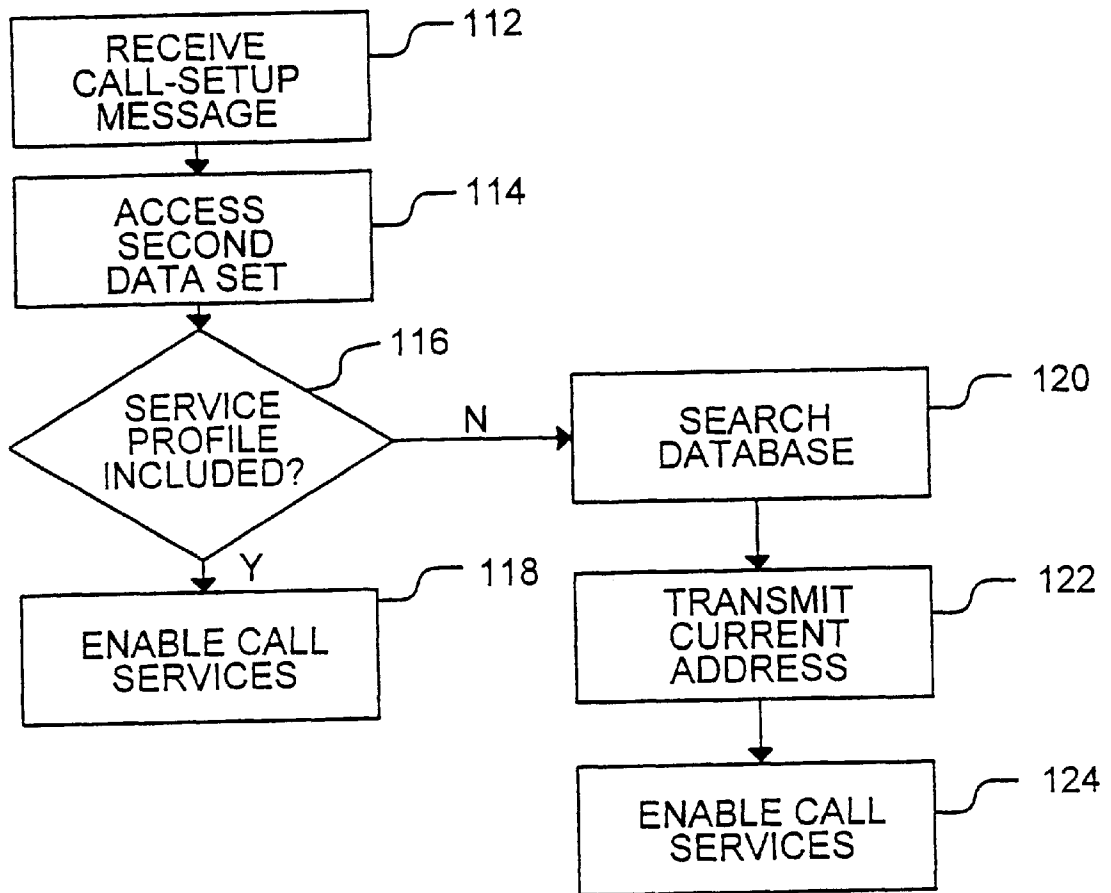 RECEIVE
CALL-SETUP
MESSAGE
112
ACCESS
SECOND
DATA SET
114
SERVICE
PROFILE
INCLUDED?
116
N
Y
ENABLE CALL
SERVICES
118
SEARCH
DATABASE
120
TRANSMIT
CURRENT
ADDRESS
122
ENABLE CALL
SERVICES
124